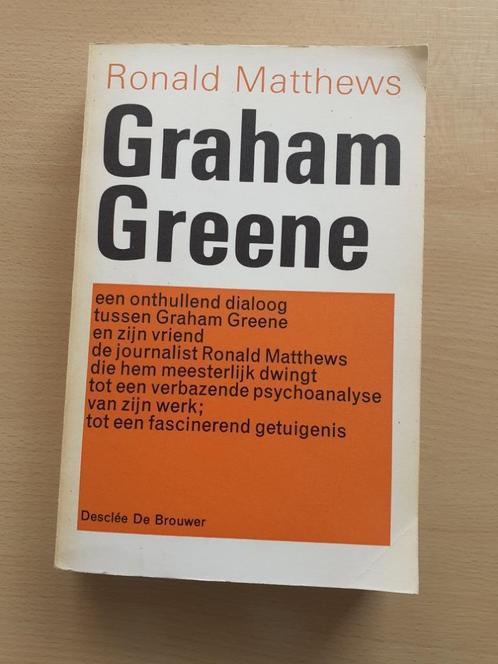 Ronald Matthews
Graham
Greene
een onthullend dialoog
tussen Graham Greene
en zijn vriend
de journalist Ronald Matthews
die hem meesterlijk dwingt
tot een verbazende psychoanalyse
van zijn werk;
tot een fascinerend getuigenis
Desclée De Brouwer